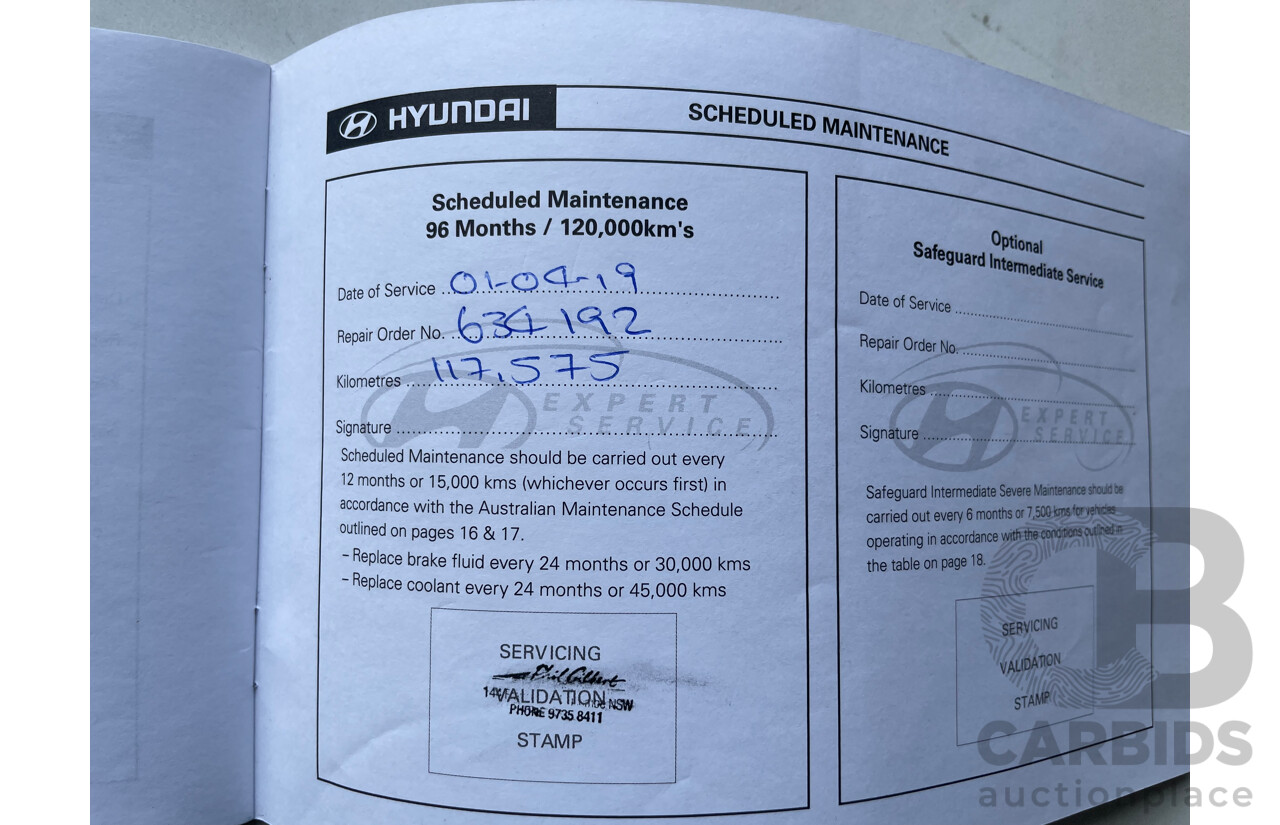 HYUNDAI
SCHEDULED MAINTENANCE
Scheduled Maintenance
96 Months / 120,000km's
Date of Service 01-04-19
Repair Order No. 634192
Kilometres 117,575
Signature
EXPERT
SERVICE
Scheduled Maintenance should be carried out every
12 months or 15,000 kms (whichever occurs first) in
accordance with the Australian Maintenance Schedule
outlined on pages 16 & 17.
– Replace brake fluid every 24 months or 30,000 kms
– Replace coolant every 24 months or 45,000 kms
SERVICING
Phil Gilbert
VALIDATION
NSW
PHONE 9735 8411
STAMP
Optional
Safeguard Intermediate Service
Date of Service
Repair Order No.
Kilometres
Signature
EXPERT
SERVICE
Safeguard Intermediate Severe Maintenance should be
carried out every 6 months or 7,500 kms for vehicles
operating in accordance with the conditions outlined in
the table on page 18.
SERVICING
VALIDATION
STAMP
CB
CARBIDS
auctionplace